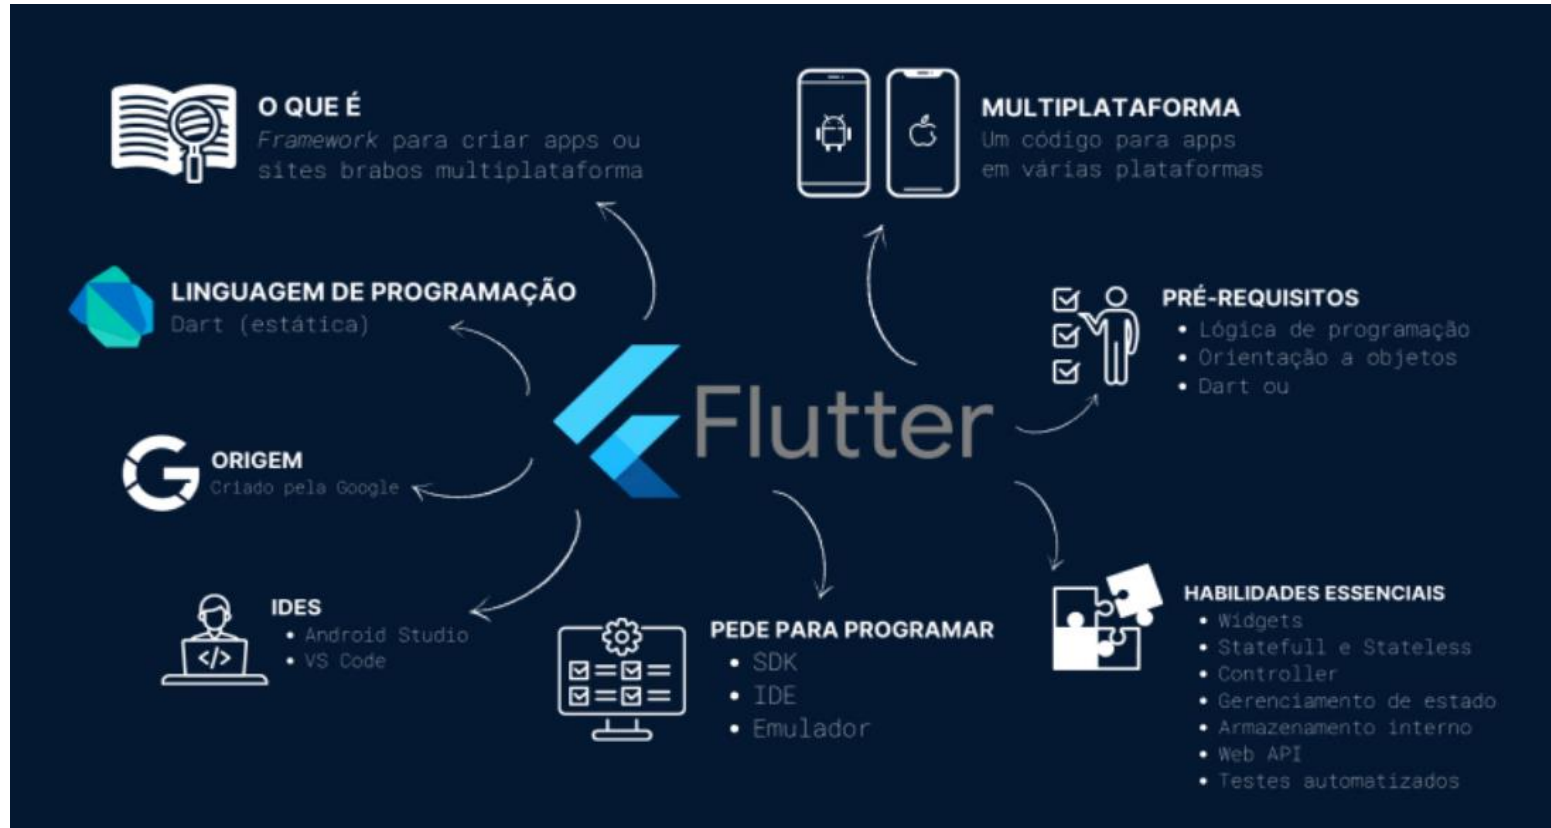 O QUE É
Framework para criar apps ou
sites brabos multiplataforma
MULTIPLATAFORMA
Um código para apps
em várias plataformas
LINGUAGEM DE PROGRAMAÇÃO
Dart (estática)
PRÉ-REQUISITOS
• Lógica de programação
• Orientação a objetos
• Dart ou
Flutter
ORIGEM
Criado pela Google
IDES
• Android Studio
• VS Code
</>
PEDE PARA PROGRAMAR
• SDK
• IDE
• Emulador
HABILIDADES ESSENCIAIS
• Widgets
• Statefull e Stateless
• Controller
• Gerenciamento de estado
• Armazenamento interno
• Web API
• Testes automatizados